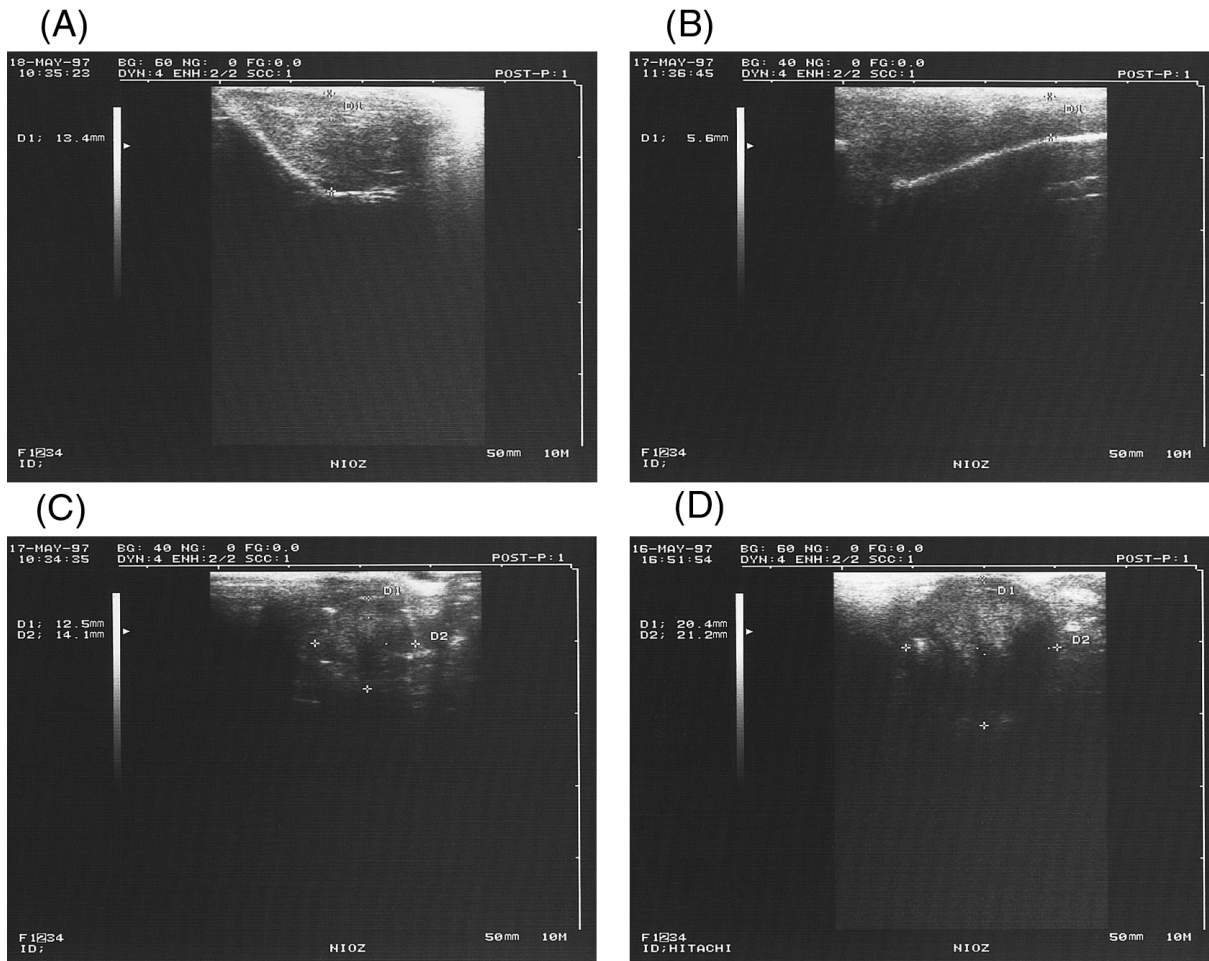 (A)
18-MAY-97 BG: 60 NG: 0 FG:0.0
10:35:23 DYN:4 ENH:2/2 SCC:1 POST-P:1
D1
D1; 13.4mm
F1234 50mm 10M
ID; NIOZ
(B)
17-MAY-97 BG: 40 NG: 0 FG:0.0
11:36:45 DYN:4 ENH:2/2 SCC:1 POST-P:1
D1
D1; 5.6mm
F1234 50mm 10M
ID; NIOZ
(C)
17-MAY-97 BG: 40 NG: 0 FG:0.0
10:34:35 DYN:4 ENH:2/2 SCC:1 POST-P:1
D1
D1; 12.5mm
D2; 14.1mm D2
F1234 50mm 10M
ID; NIOZ
(D)
16-MAY-97 BG: 60 NG: 0 FG:0.0
16:51:54 DYN:4 ENH:2/2 SCC:1 POST-P:1
D1
D1; 20.4mm
D2; 21.2mm D2
F1234 50mm 10M
ID;HITACHI NIOZ